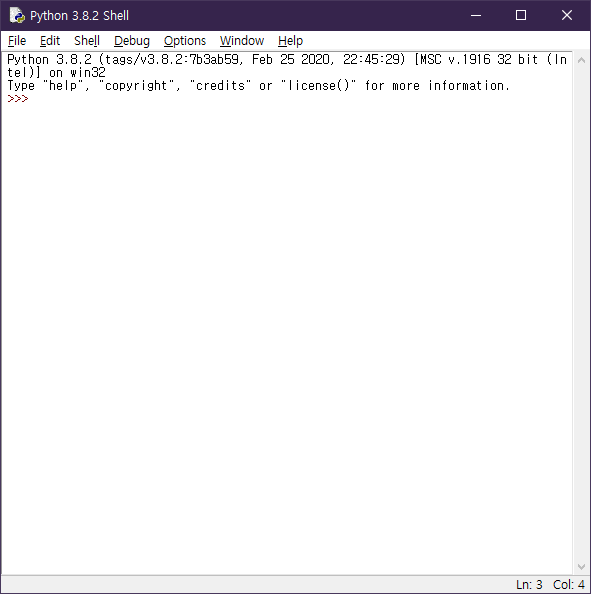 Python 3.8.2 Shell
File Edit Shell Debug Options Window Help
Python 3.8.2 (tags/v3.8.2:7b3ab59, Feb 25 2020, 22:45:29) [MSC v.1916 32 bit (In
tel)] on win32
Type "help", "copyright", "credits" or "license()" for more information.
>>>
Ln: 3 Col: 4